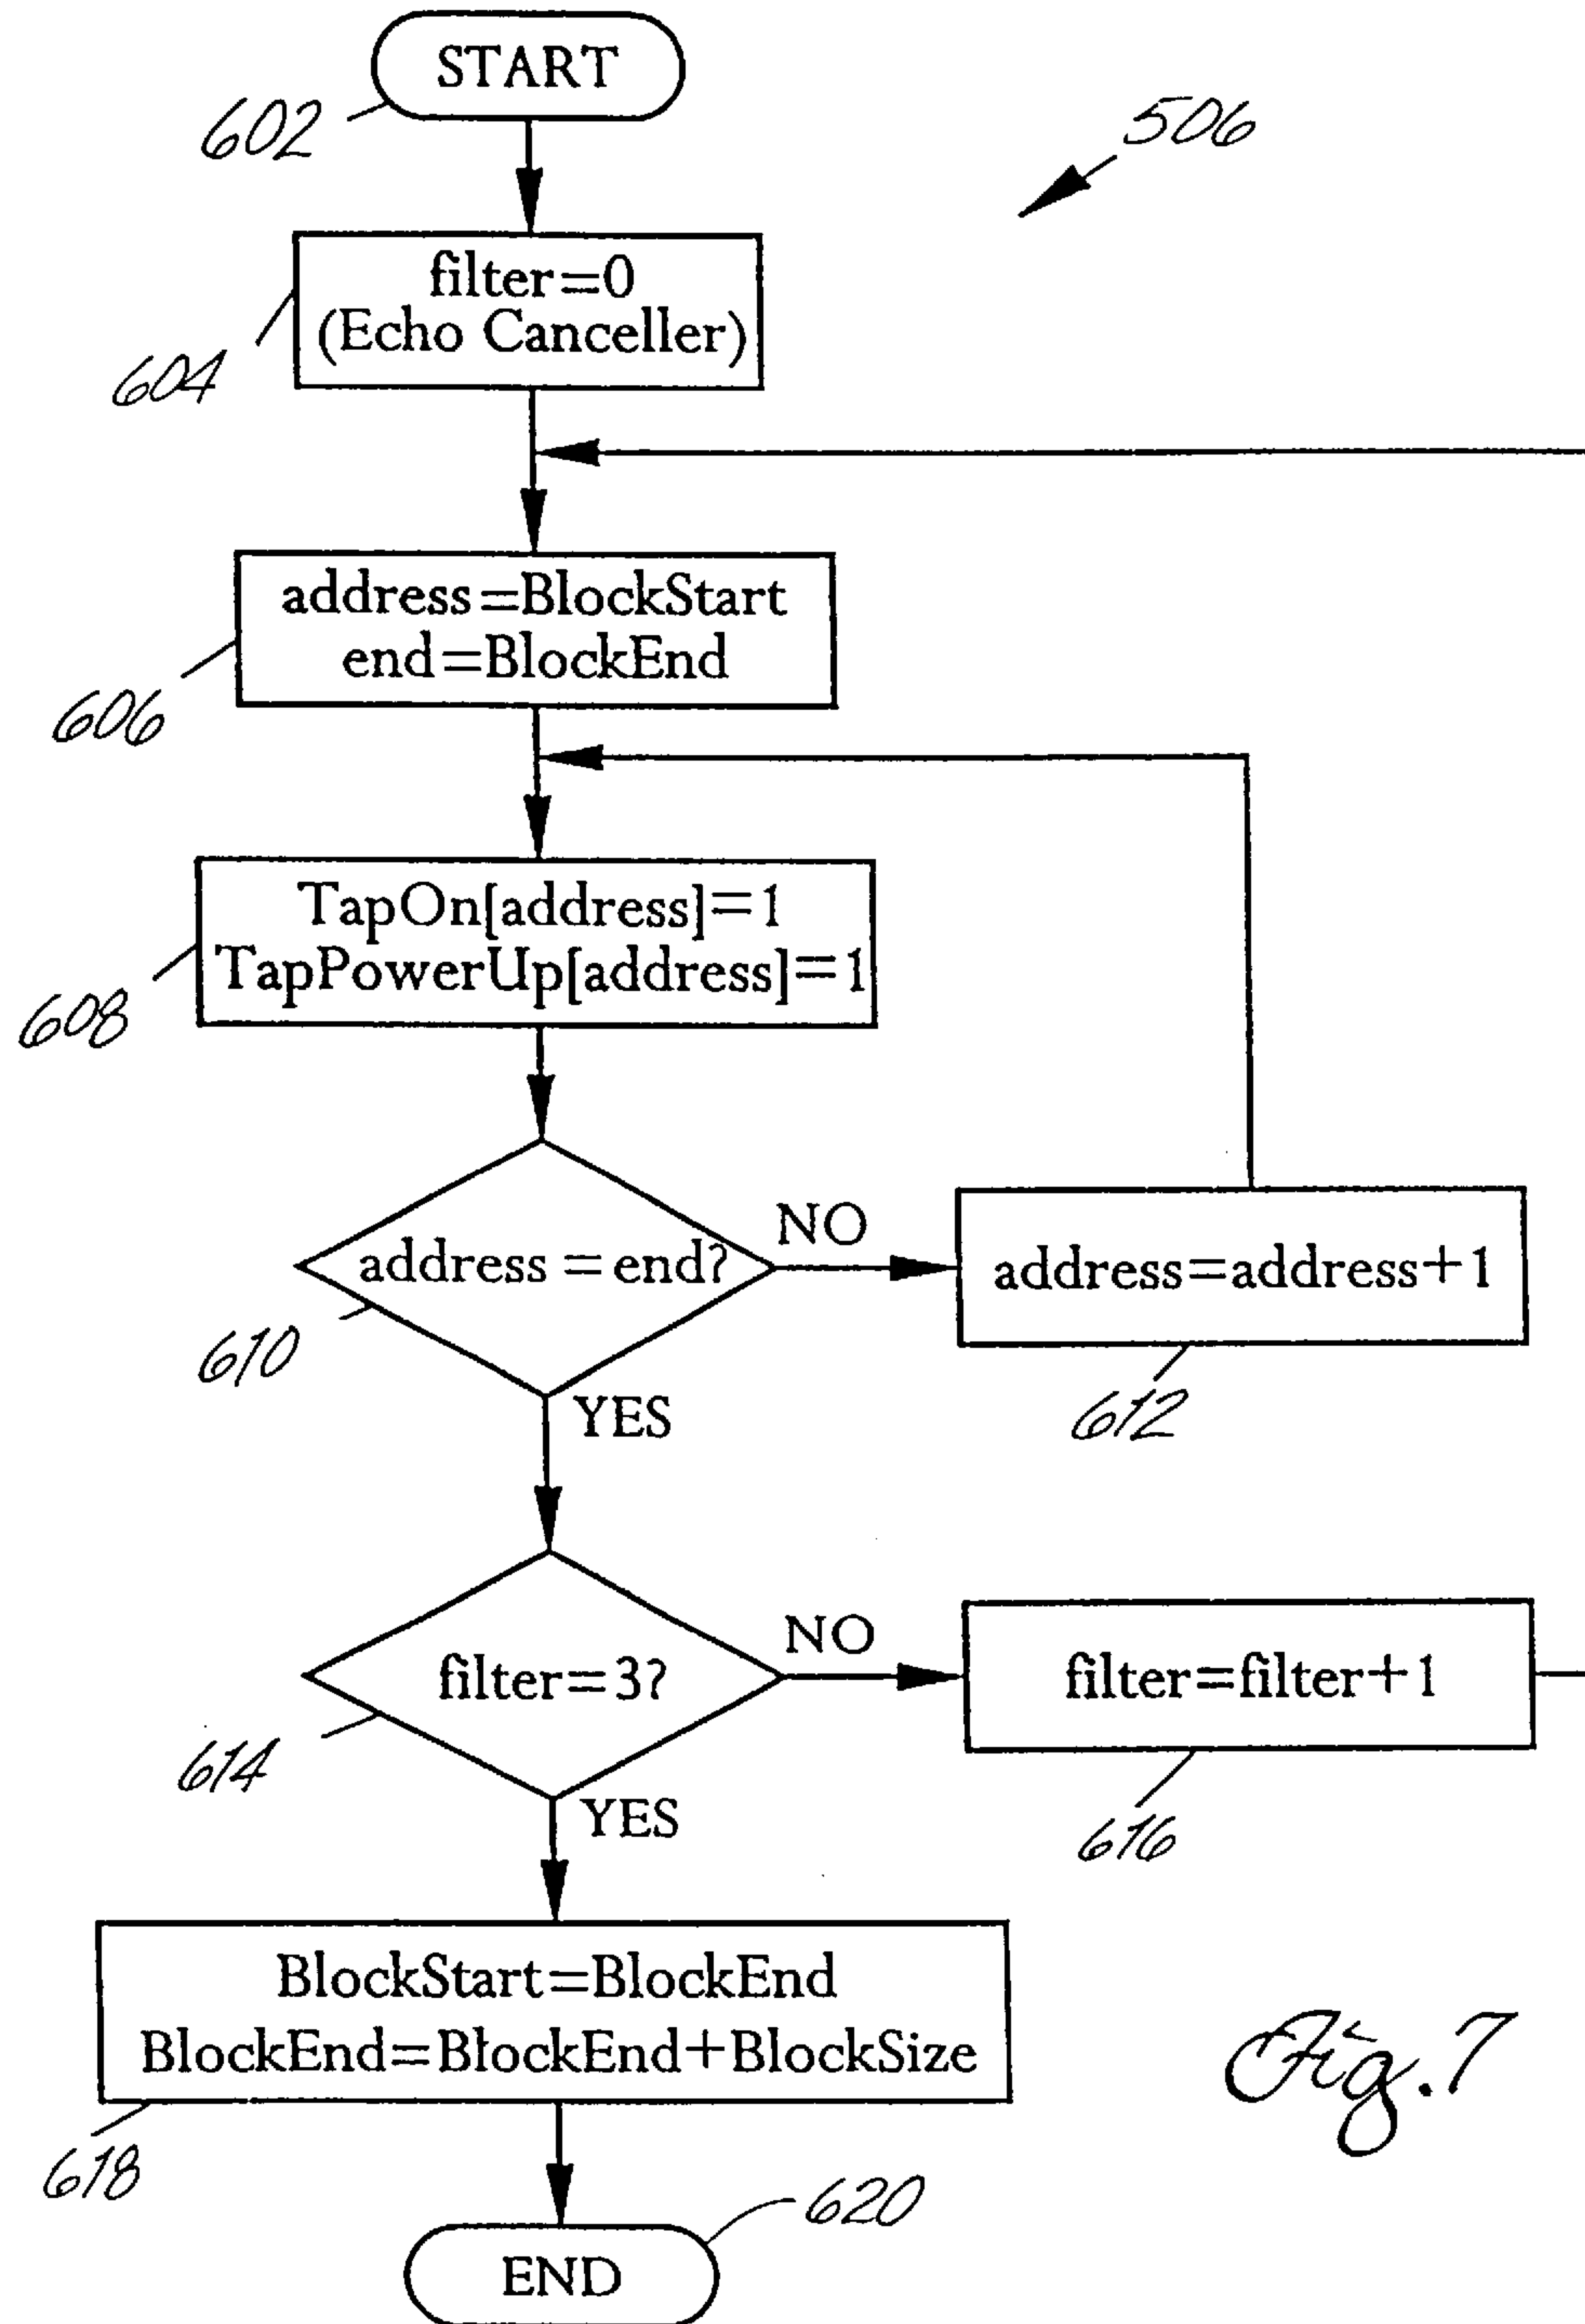 START
602
506
filter=0
(Echo Canceller)
604
address=BlockStart
end=BlockEnd
606
TapOn[address]=1
TapPowerUp[address]=1
608
address=end?
NO
address=address+1
610
612
YES
filter=3?
NO
filter=filter+1
614
616
YES
BlockStart=BlockEnd
BlockEnd=BlockEnd+BlockSize
618
Fig. 7
END
620